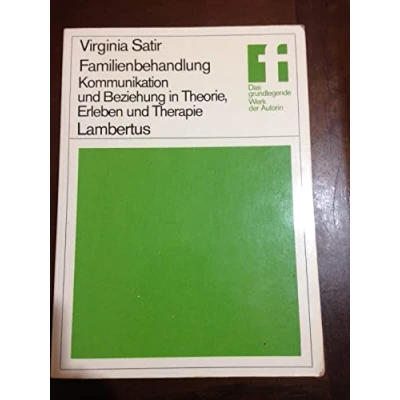 Virginia Satir
Familienbehandlung
Kommunikation
und Beziehung in Theorie,
Erleben und Therapie
Lambertus
Das
grundlegende
Werk
der Autorin